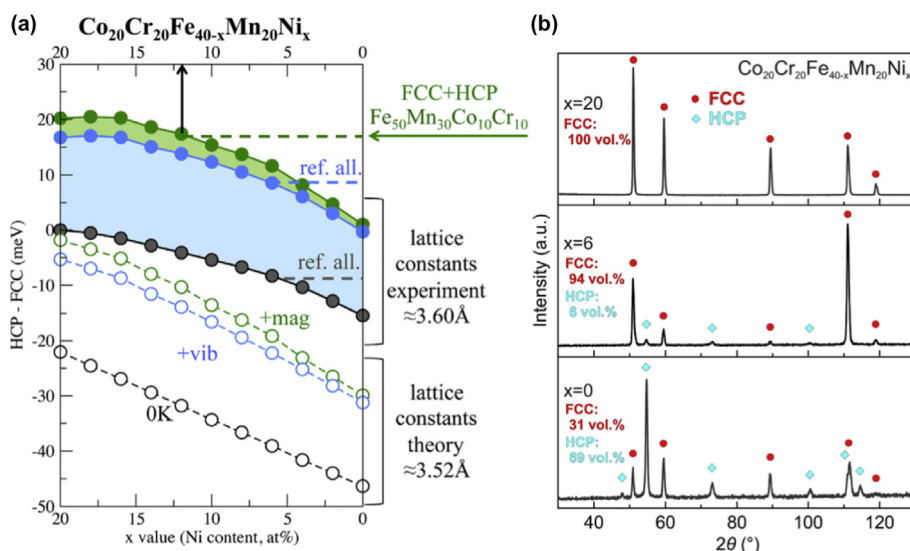 (a)
Co20Cr20Fe40-xMn20Nix
20 15 10 5 0
30
20
10
0
-10
-20
-30
-40
-50
HCP - FCC (meV)
FCC+HCP
Fe50Mn30Co10Cr10
ref. all.
ref. all.
+mag
+vib
0K
lattice
constants
experiment
≈3.60Å
lattice
constants
theory
≈3.52Å
20 15 10 5 0
x value (Ni content, at%)
(b)
Co20Cr20Fe40-xMn20Nix
x=20
FCC:
100 vol.%
FCC
HCP
x=6
FCC:
94 vol.%
HCP:
6 vol.%
x=0
FCC:
31 vol.%
HCP:
69 vol.%
Intensity (a.u.)
40 60 80 100 120
2θ (°)